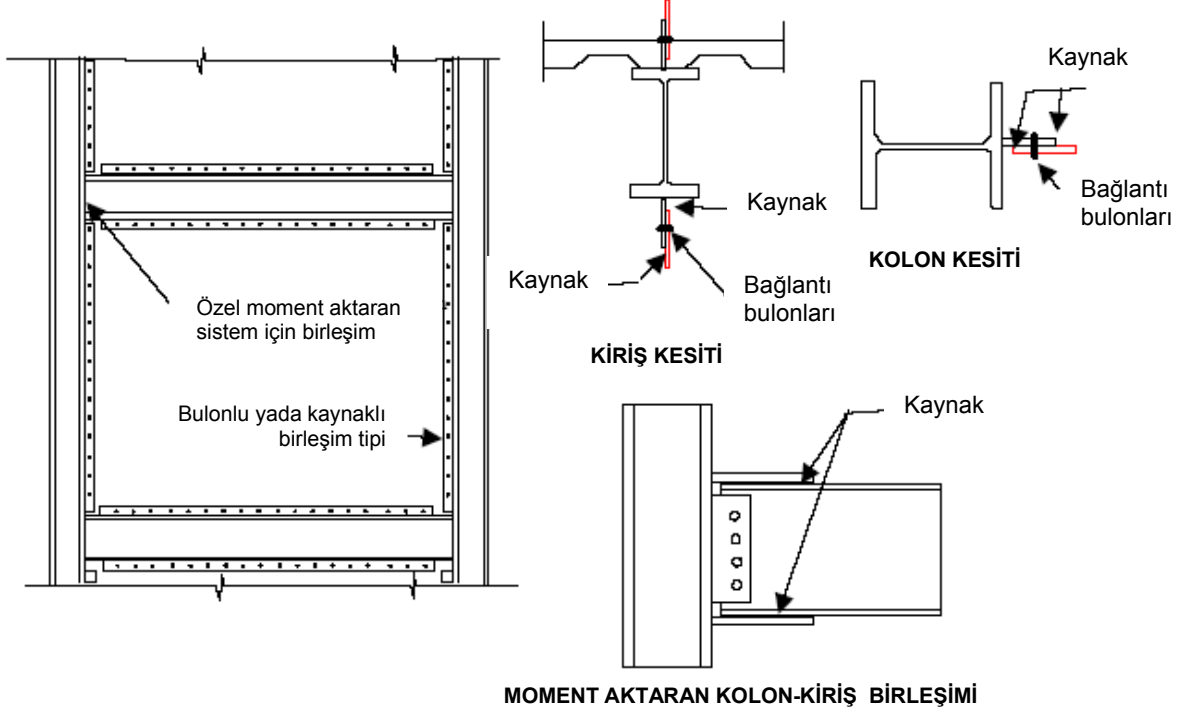 Özel moment aktaran
sistem için birleşim
Bulonlu yada kaynaklı
birleşim tipi
Kaynak
Kaynak
Bağlantı
bulonları
KİRİŞ KESİTİ
Kaynak
Bağlantı
bulonları
KOLON KESİTİ
Kaynak
MOMENT AKTARAN KOLON-KİRİŞ BİRLEŞİMİ